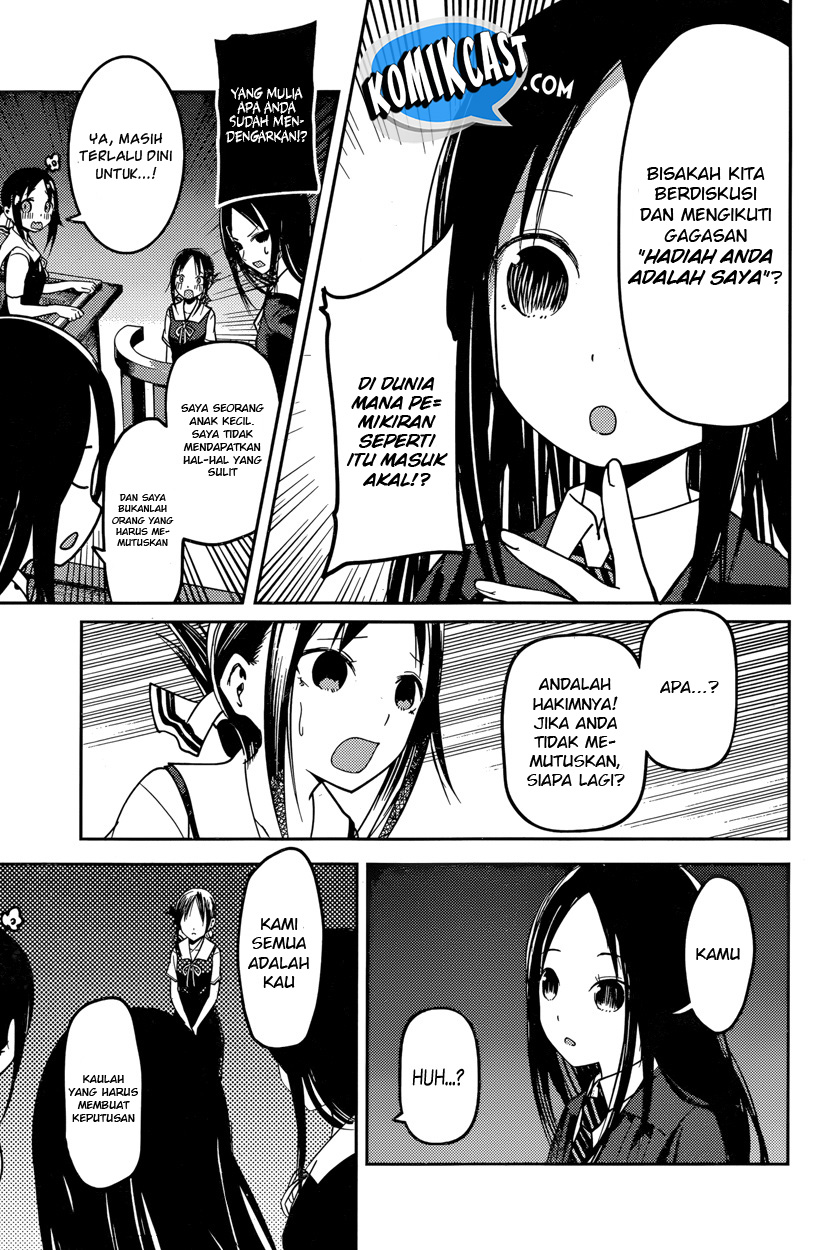 KOMIKCAST
.COM
BISAKAH KITA
BERDISKUSI
DAN MENGIKUTI
GAGASAN
"HADIAH ANDA
ADALAH SAYA"?
DI DUNIA
MANA PE=
MIKIRAN
SEPERTI
ITU MASUK
AKAL!?
YANG MULIA
APA ANDA
SUDAH MEN-
DENGARKAN!?
YA, MASIH
TERLALU DINI
UNTUK...!
SAYA SEORANG
ANAK KECIL.
SAYA TIDAK
MENDAPATKAN
HAL-HAL YANG
SULIT
DAN SAYA
BUKANLAH
ORANG YANG
HARUS ME-
MUTUSKAN
APA...?
ANDALAH
HAKIMNYA!
JIKA ANDA
TIDAK ME-
MUTUSKAN,
SIAPA LAGI?
KAMU
HUH...?
KAMI
SEMUA
ADALAH
KAU
KAULAH
YANG HARUS
MEMBUAT
KEPUTUSAN